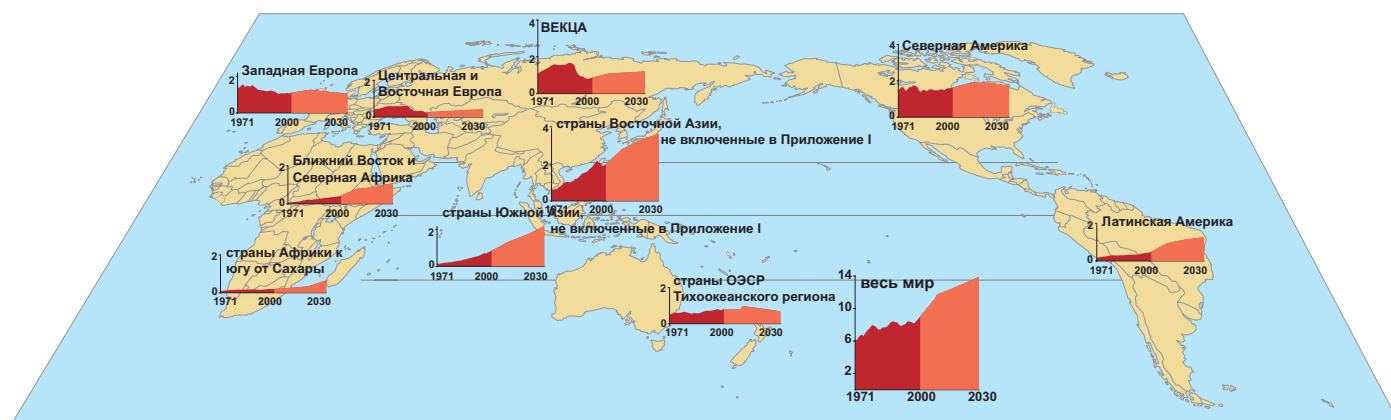 ВЕКЦА
4
2
0
1971 2000 2030
Северная Америка
4
2
0
1971 2000 2030
Западная Европа
2
0
1971 2000 2030
Центральная и
Восточная Европа
2
0
1971 2000 2030
страны Восточной Азии,
не включенные в Приложение I
4
2
0
1971 2000 2030
Ближний Восток и
Северная Африка
2
0
1971 2000 2030
страны Южной Азии,
не включенные в Приложение I
2
0
1971 2000 2030
Латинская Америка
2
0
1971 2000 2030
страны Африки к
югу от Сахары
2
0
1971 2000 2030
страны ОЭСР
Тихоокеанского региона
2
0
1971 2000 2030
весь мир
14
10
6
2
1971 2000 2030